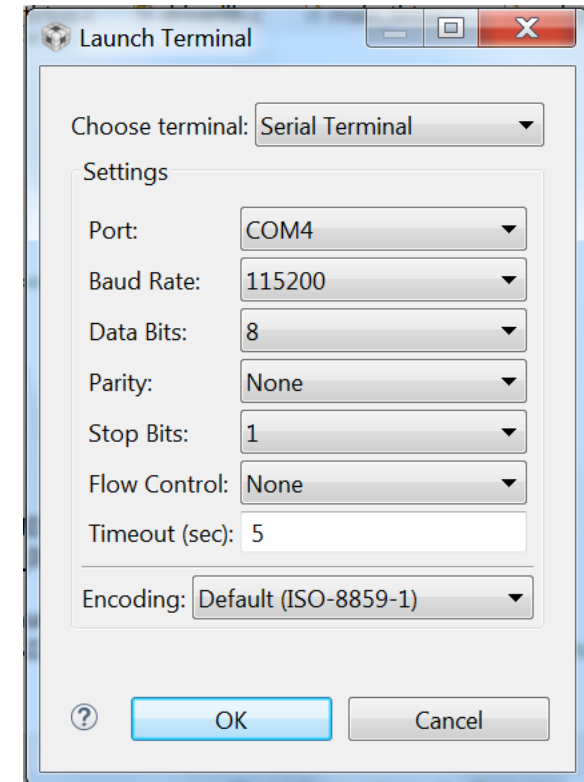 Launch Terminal
Choose terminal: Serial Terminal
Settings
Port: COM4
Baud Rate: 115200
Data Bits: 8
Parity: None
Stop Bits: 1
Flow Control: None
Timeout (sec): 5
Encoding: Default (ISO-8859-1)
? OK Cancel